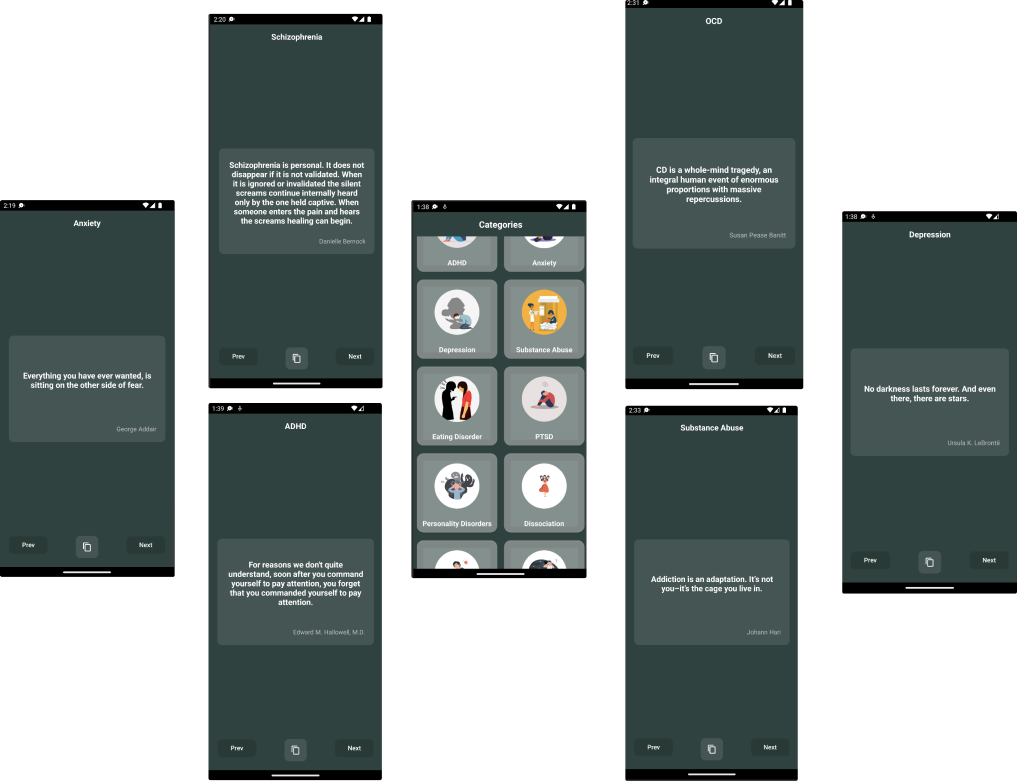 2:19
Anxiety
Everything you have ever wanted, is
sitting on the other side of fear.
George Addair
Prev
Next
2:20
Schizophrenia
Schizophrenia is personal. It does not
disappear if it is not validated. When
it is ignored or invalidated the silent
screams continue internally heard
only by the one held captive. When
someone enters the pain and hears
the screams healing can begin.
Danielle Bernock
Prev
Next
1:39
ADHD
For reasons we don't quite
understand, soon after you command
yourself to pay attention, you forget
that you commanded yourself to pay
attention.
Edward M. Hallowell, M.D.
Prev
Next
1:38
Categories
ADHD
Anxiety
Depression
Substance Abuse
Eating Disorder
PTSD
Personality Disorders
Dissociation
2:31
OCD
CD is a whole-mind tragedy, an
integral human event of enormous
proportions with massive
repercussions.
Susan Pease Banitt
Prev
Next
2:33
Substance Abuse
Addiction is an adaptation. It's not
you–it's the cage you live in.
Johann Hari
Prev
Next
1:38
Depression
No darkness lasts forever. And even
there, there are stars.
Ursula K. LeBrontë
Prev
Next